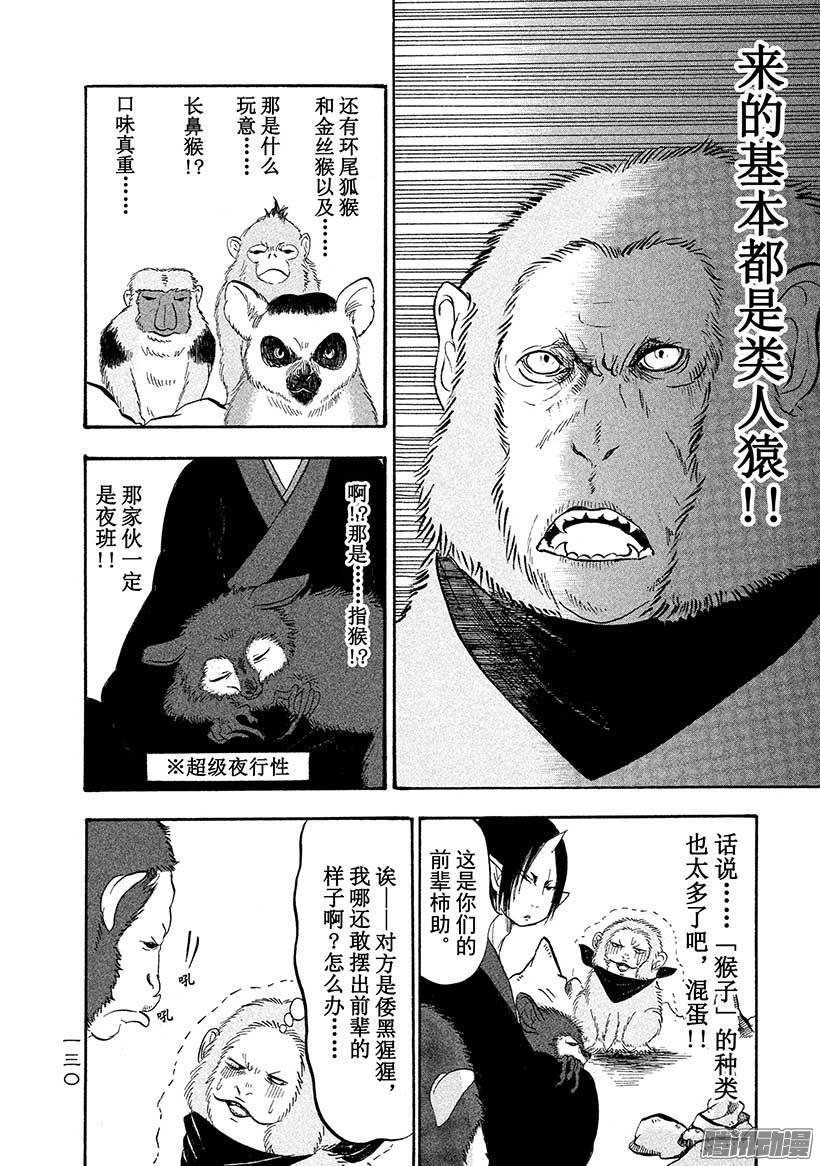 来的基本都是类人猿!!
还有环尾狐猴
和金丝猴以及…
那是什么
玩意……
长鼻猴!?
口味真重……
啊!?那是……指猴!?
那家伙一定
是夜班!!
※超级夜行性
话说……「猴子」的种类
也太多了吧，混蛋!!
这是你们的
前辈柿助。
诶——对方是倭黑猩猩，
我哪还敢摆出前辈的
样子啊？怎么办……
吼
吼
一三〇
腾讯动漫